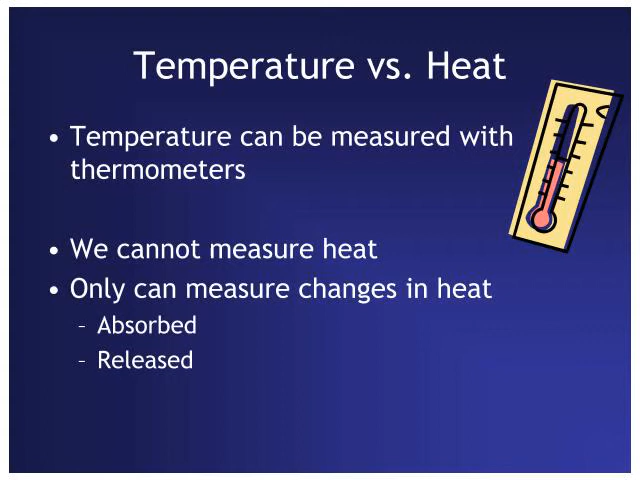 Temperature vs. Heat
• Temperature can be measured with
thermometers
• We cannot measure heat
• Only can measure changes in heat
– Absorbed
– Released